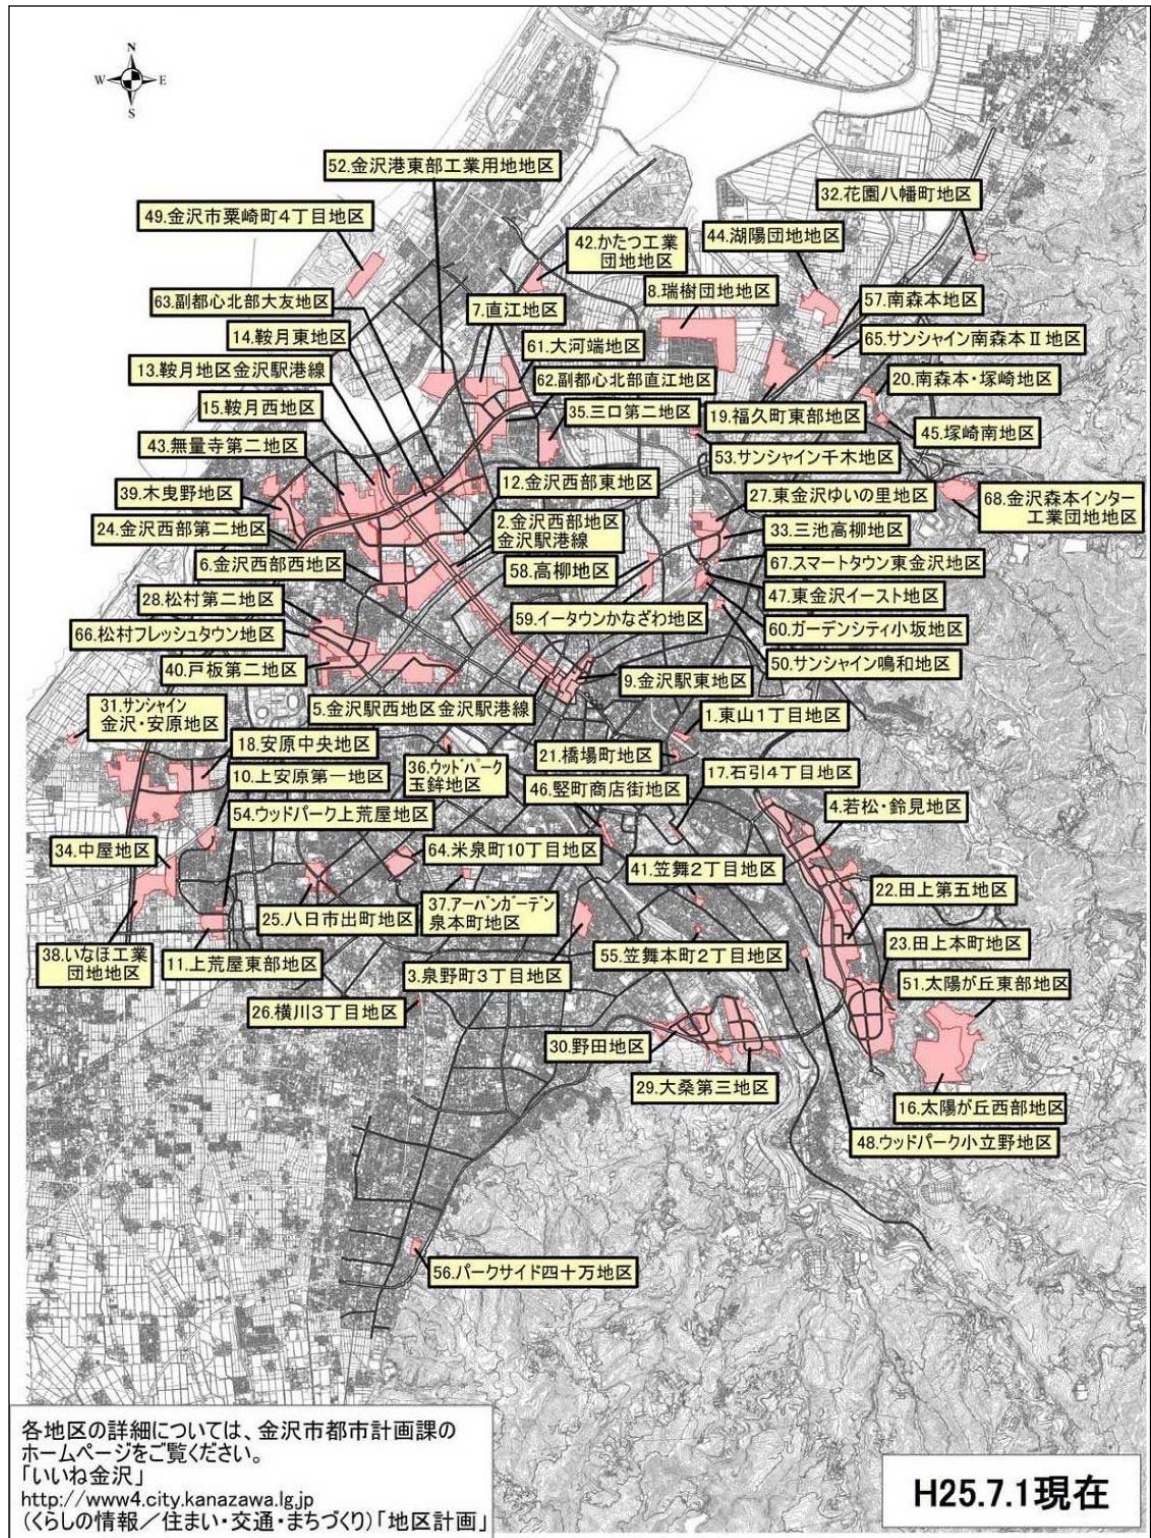 N
W E
S
52.金沢港東部工業用地地区
32.花園八幡町地区
49.金沢市粟崎町4丁目地区
44.湖陽団地地区
42.かたつ工業
団地地区
8.瑞樹団地地区
57.南森本地区
63.副都心北部大友地区
7.直江地区
65.サンシャイン南森本Ⅱ地区
14.鞍月東地区
61.大河端地区
13.鞍月地区金沢駅港線
62.副都心北部直江地区
20.南森本・塚崎地区
15.鞍月西地区
35.三口第二地区
19.福久町東部地区
45.塚崎南地区
43.無量寺第二地区
53.サンシャイン千木地区
12.金沢西部東地区
39.木曳野地区
27.東金沢ゆいの里地区
68.金沢森本インター
工業団地地区
24.金沢西部第二地区
2.金沢西部地区
金沢駅港線
33.三池高柳地区
6.金沢西部西地区
58.高柳地区
67.スマートタウン東金沢地区
28.松村第二地区
47.東金沢イースト地区
59.イータウンかなざわ地区
66.松村フレッシュタウン地区
60.ガーデンシティ小坂地区
40.戸板第二地区
50.サンシャイン鳴和地区
9.金沢駅東地区
31.サンシャイン
金沢・安原地区
5.金沢駅西地区金沢駅港線
1.東山1丁目地区
18.安原中央地区
21.橋場町地区
36.ウッドパーク
玉鉾地区
10.上安原第一地区
17.石引4丁目地区
46.竪町商店街地区
54.ウッドパーク上荒屋地区
4.若松・鈴見地区
34.中屋地区
64.米泉町10丁目地区
41.笠舞2丁目地区
22.田上第五地区
25.八日市出町地区
37.アーバンガーデン
泉本町地区
38.いなほ工業
団地地区
23.田上本町地区
11.上荒屋東部地区
55.笠舞本町2丁目地区
3.泉野町3丁目地区
51.太陽が丘東部地区
26.横川3丁目地区
30.野田地区
29.大桑第三地区
16.太陽が丘西部地区
48.ウッドパーク小立野地区
56.パークサイド四十万地区
各地区の詳細については、金沢市都市計画課の
ホームページをご覧ください。
「いいね金沢」
http://www4.city.kanazawa.lg.jp
(くらしの情報／住まい・交通・まちづくり)「地区計画」
H25.7.1現在